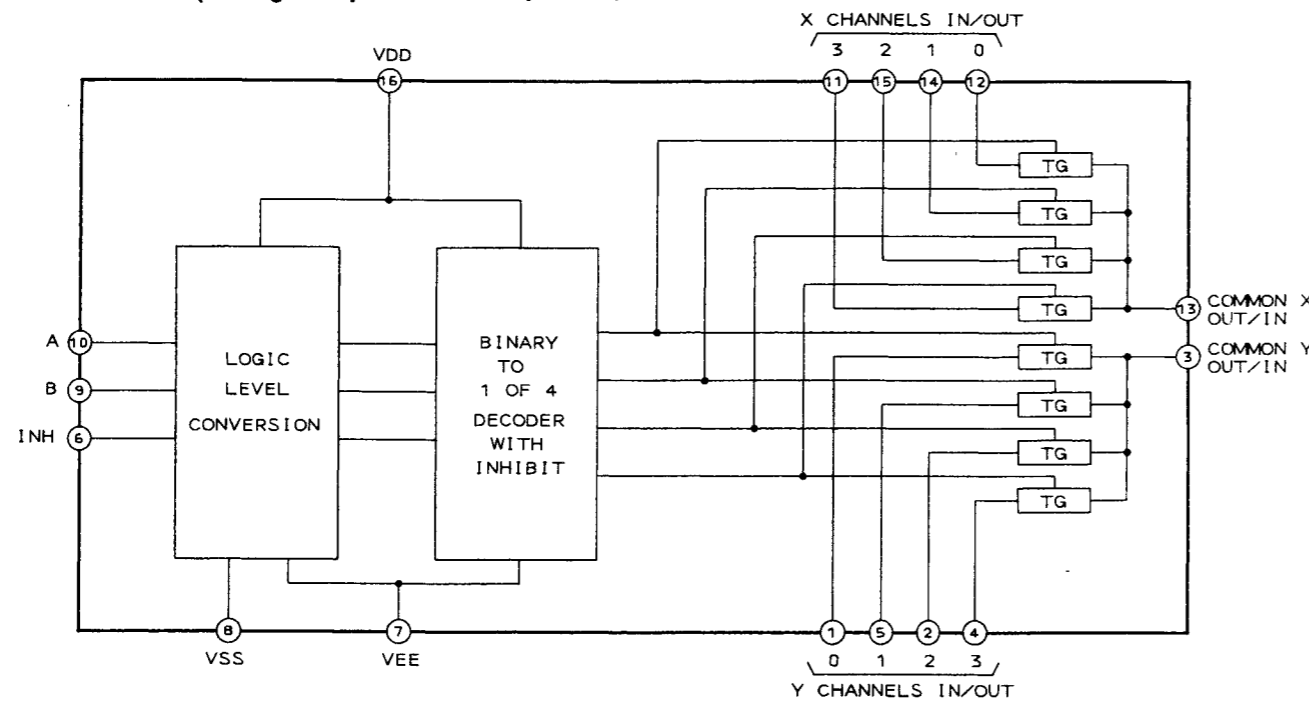 X CHANNELS IN/OUT
3 2 1 0
VDD
16
11 15 14 12
TG
TG
TG
TG
13 COMMON X
OUT/IN
A 10
B 9
INH 6
LOGIC
LEVEL
CONVERSION
BINARY
TO
1 OF 4
DECODER
WITH
INHIBIT
TG
3 COMMON Y
OUT/IN
TG
TG
TG
8
VSS
7
VEE
1 5 2 4
0 1 2 3
Y CHANNELS IN/OUT